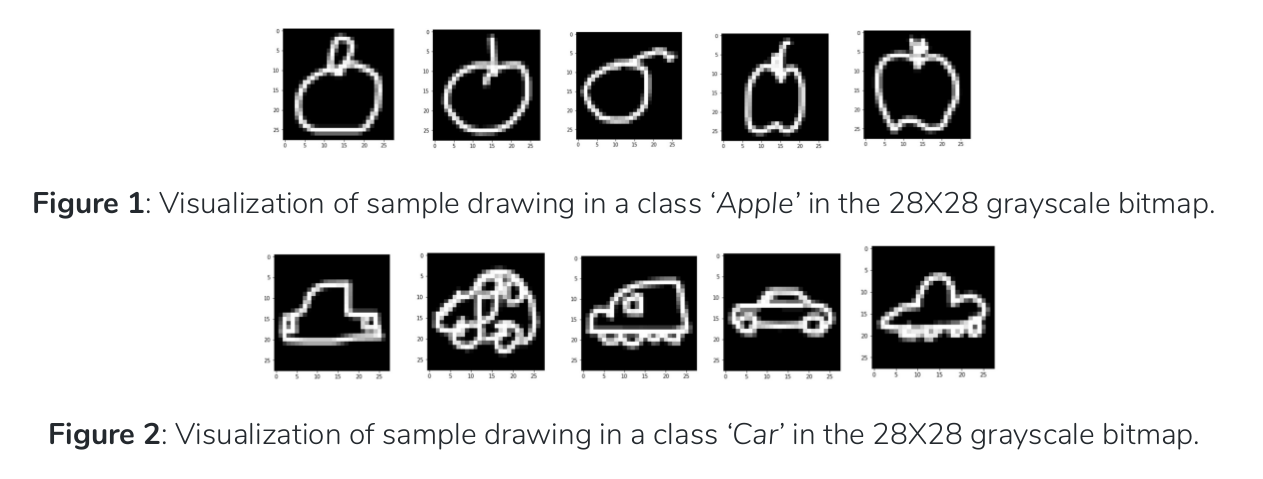 Figure 1: Visualization of sample drawing in a class ‘Apple’ in the 28X28 grayscale bitmap.
Figure 2: Visualization of sample drawing in a class ‘Car’ in the 28X28 grayscale bitmap.